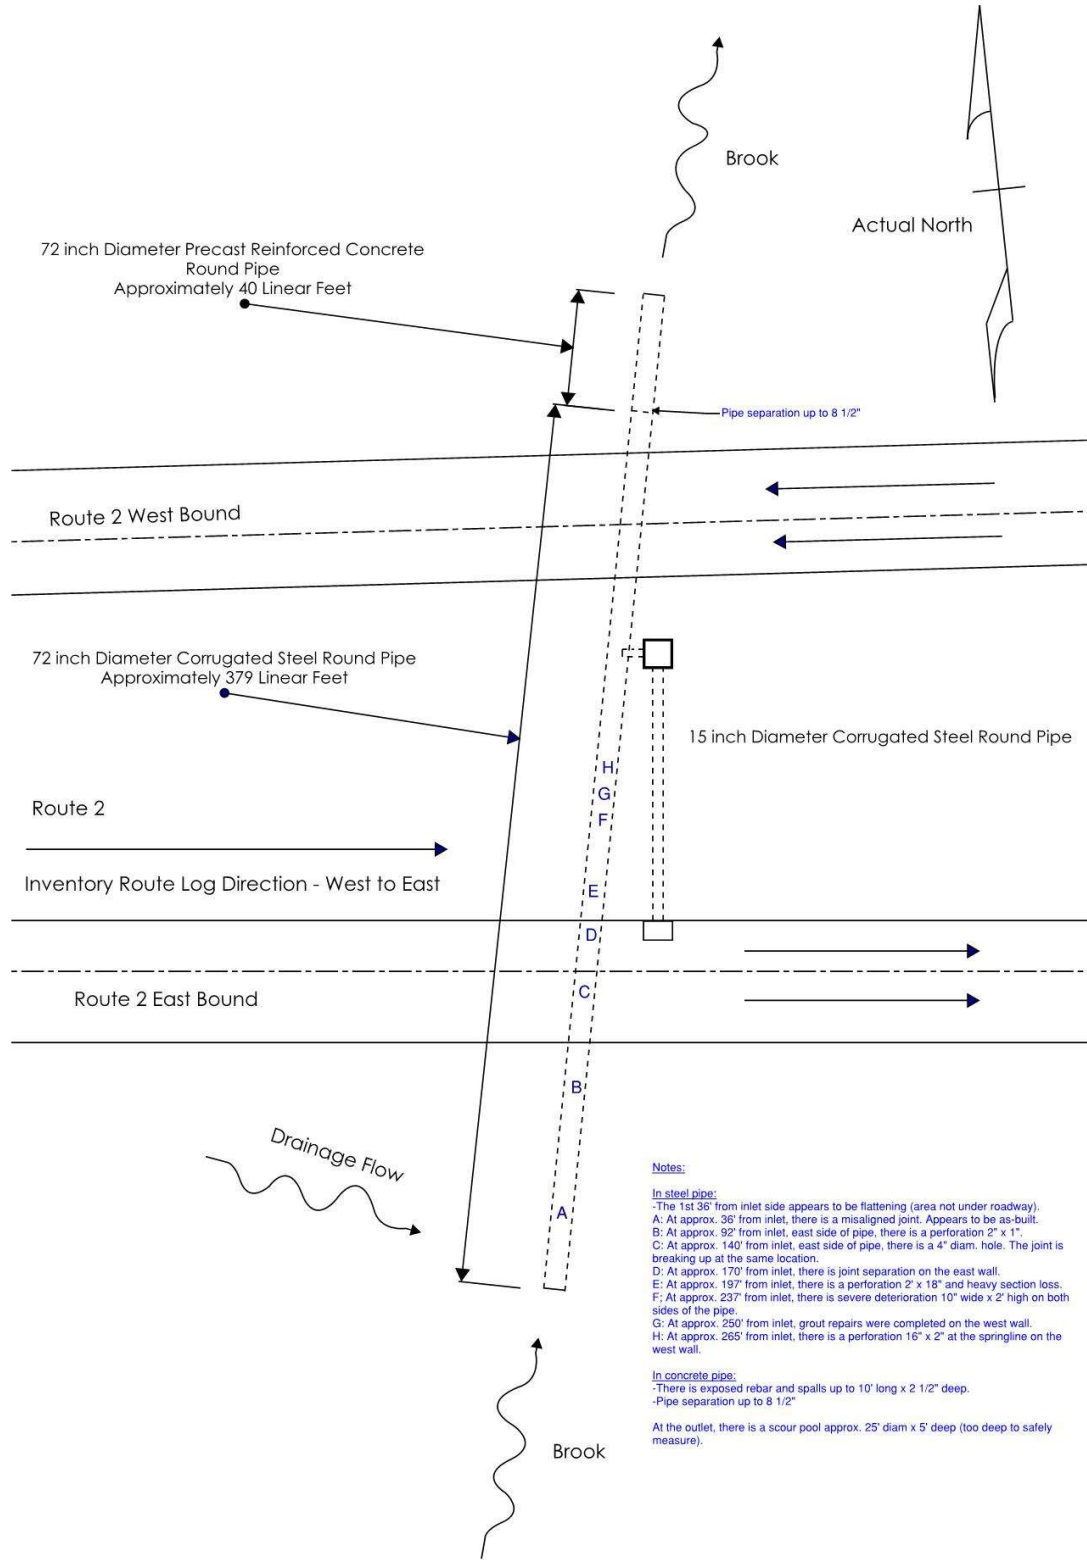 Brook
Actual North
72 inch Diameter Precast Reinforced Concrete
Round Pipe
Approximately 40 Linear Feet
Pipe separation up to 8 1/2"
Route 2 West Bound
72 inch Diameter Corrugated Steel Round Pipe
Approximately 379 Linear Feet
15 inch Diameter Corrugated Steel Round Pipe
H
G
F
Route 2
Inventory Route Log Direction - West to East
E
D
C
Route 2 East Bound
B
Drainage Flow
A
Notes:
In steel pipe:
-The 1st 36' from inlet side appears to be flattening (area not under roadway).
A: At approx. 36' from inlet, there is a misaligned joint. Appears to be as-built.
B: At approx. 92' from inlet, east side of pipe, there is a perforation 2" x 1".
C: At approx. 140' from inlet, east side of pipe, there is a 4" diam. hole. The joint is
breaking up at the same location.
D: At approx. 170' from inlet, there is joint separation on the east wall.
E: At approx. 197' from inlet, there is a perforation 2' x 18" and heavy section loss.
F; At approx. 237' from inlet, there is severe deterioration 10" wide x 2' high on both
sides of the pipe.
G: At approx. 250' from inlet, grout repairs were completed on the west wall.
H: At approx. 265' from inlet, there is a perforation 16" x 2" at the springline on the
west wall.
In concrete pipe:
-There is exposed rebar and spalls up to 10' long x 2 1/2" deep.
-Pipe separation up to 8 1/2"
At the outlet, there is a scour pool approx. 25' diam x 5' deep (too deep to safely
measure).
Brook